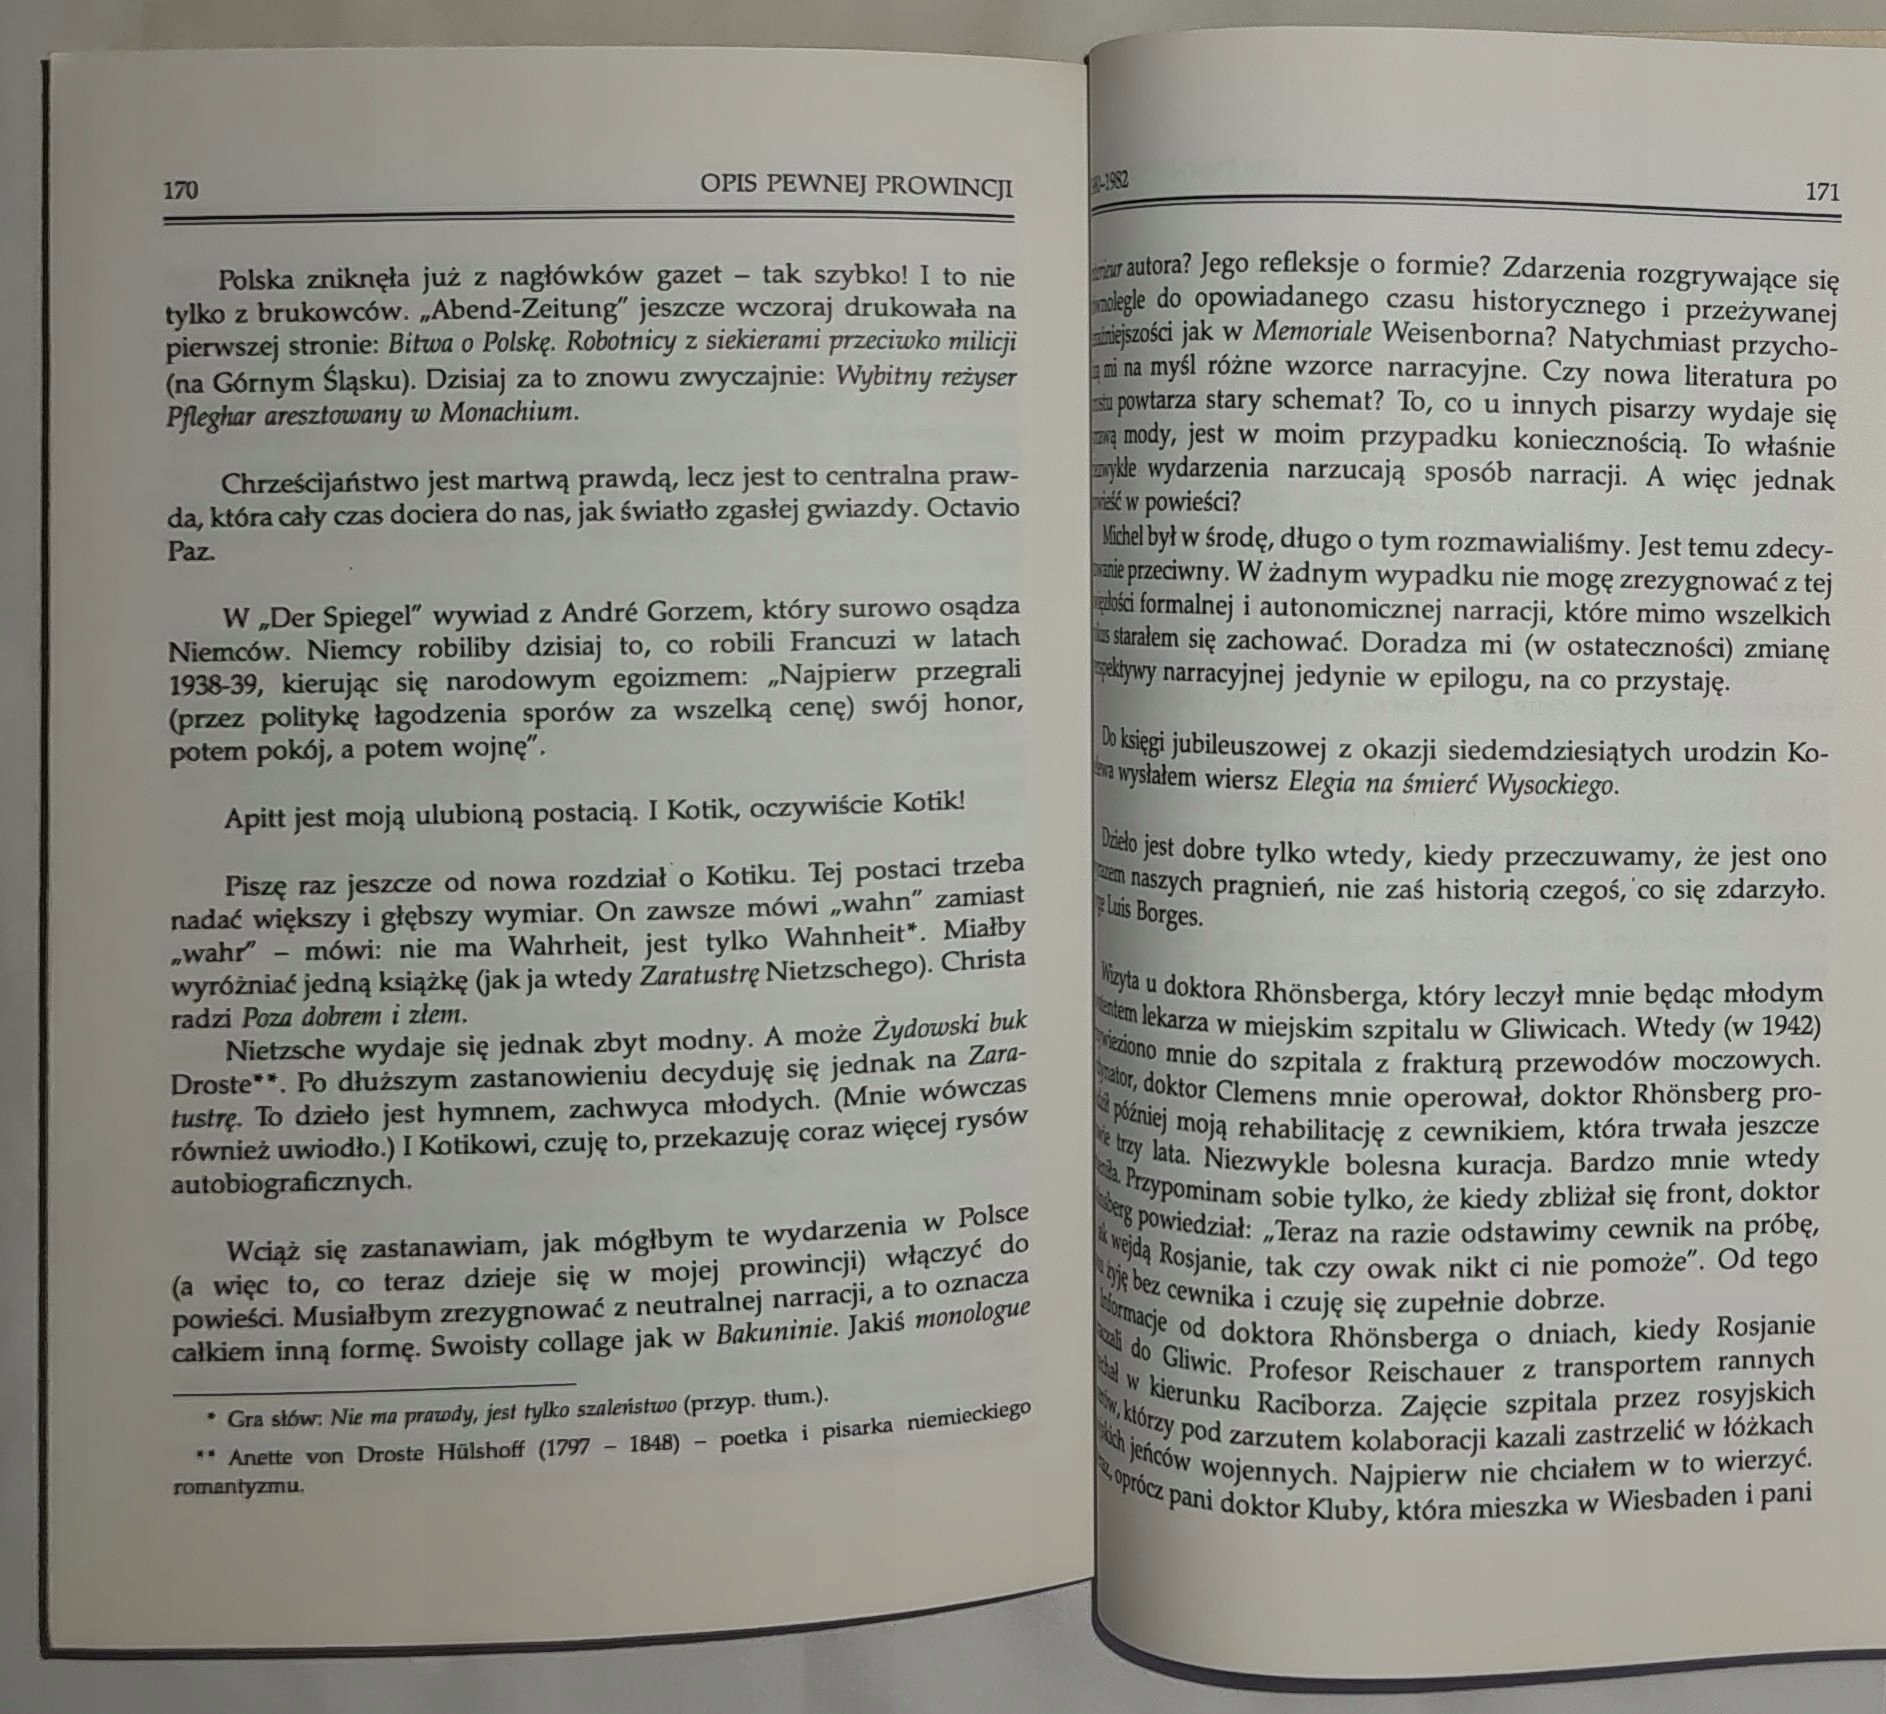 170
OPIS PEWNEJ PROWINCJI
Polska zniknęła już z nagłówków gazet – tak szybko! I to nie
tylko z brukowców. „Abend-Zeitung" jeszcze wczoraj drukowała na
pierwszej stronie: Bitwa o Polskę. Robotnicy z siekierami przeciwko milicji
(na Górnym Śląsku). Dzisiaj za to znowu zwyczajnie: Wybitny reżyser
Pfleghar aresztowany w Monachium.
Chrześcijaństwo jest martwą prawdą, lecz jest to centralna praw-
da, która cały czas dociera do nas, jak światło zgasłej gwiazdy. Octavio
Paz.
W „Der Spiegel" wywiad z André Gorzem, który surowo osądza
Niemców. Niemcy robiliby dzisiaj to, co robili Francuzi w latach
1938-39, kierując się narodowym egoizmem: „Najpierw przegrali
(przez politykę łagodzenia sporów za wszelką cenę) swój honor,
potem pokój, a potem wojnę".
Apitt jest moją ulubioną postacią. I Kotik, oczywiście Kotik!
Piszę raz jeszcze od nowa rozdział o Kotiku. Tej postaci trzeba
nadać większy i głębszy wymiar. On zawsze mówi „wahn" zamiast
„wahr" – mówi: nie ma Wahrheit, jest tylko Wahnheit*. Miałby
wyróżniać jedną książkę (jak ja wtedy Zaratustrę Nietzschego). Christa
radzi Poza dobrem i złem.
Nietzsche wydaje się jednak zbyt modny. A może Żydowski buk
Droste**. Po dłuższym zastanowieniu decyduję się jednak na Zara-
tustrę. To dzieło jest hymnem, zachwyca młodych. (Mnie wówczas
również uwiodło.) I Kotikowi, czuję to, przekazuję coraz więcej rysów
autobiograficznych.
Wciąż się zastanawiam, jak mógłbym te wydarzenia w Polsce
(a więc to, co teraz dzieje się w mojej prowincji) włączyć do
powieści. Musiałbym zrezygnować z neutralnej narracji, a to oznacza
całkiem inną formę. Swoisty collage jak w Bakuninie. Jakiś monologue
* Gra słów: Nie ma prawdy, jest tylko szaleństwo (przyp. tłum.).
** Anette von Droste Hülshoff (1797 – 1848) – poetka i pisarka niemieckiego
romantyzmu.
-1982
171
autora? Jego refleksje o formie? Zdarzenia rozgrywające się
do opowiadanego czasu historycznego i przeżywanej
jak w Memoriale Weisenborna? Natychmiast przycho-
mi na myśl różne wzorce narracyjne. Czy nowa literatura po
powtarza stary schemat? To, co u innych pisarzy wydaje się
mody, jest w moim przypadku koniecznością. To właśnie
wydarzenia narzucają sposób narracji. A więc jednak
w powieści?
Michel był w środę, długo o tym rozmawialiśmy. Jest temu zdecy-
przeciwny. W żadnym wypadku nie mogę zrezygnować z tej
formalnej i autonomicznej narracji, które mimo wszelkich
starałem się zachować. Doradza mi (w ostateczności) zmianę
narracyjnej jedynie w epilogu, na co przystaję.
Do księgi jubileuszowej z okazji siedemdziesiątych urodzin Ko-
wysłałem wiersz Elegia na śmierć Wysockiego.
Dzieło jest dobre tylko wtedy, kiedy przeczuwamy, że jest ono
naszych pragnień, nie zaś historią czegoś, co się zdarzyło.
Luis Borges.
Wizyta u doktora Rhönsberga, który leczył mnie będąc młodym
lekarza w miejskim szpitalu w Gliwicach. Wtedy (w 1942)
mnie do szpitala z frakturą przewodów moczowych.
doktor Clemens mnie operował, doktor Rhönsberg pro-
później moją rehabilitację z cewnikiem, która trwała jeszcze
trzy lata. Niezwykle bolesna kuracja. Bardzo mnie wtedy
Przypominam sobie tylko, że kiedy zbliżał się front, doktor
powiedział: „Teraz na razie odstawimy cewnik na próbę,
wejdą Rosjanie, tak czy owak nikt ci nie pomoże". Od tego
żyję bez cewnika i czuję się zupełnie dobrze.
Informacje od doktora Rhönsberga o dniach, kiedy Rosjanie
do Gliwic. Profesor Reischauer z transportem rannych
w kierunku Raciborza. Zajęcie szpitala przez rosyjskich
którzy pod zarzutem kolaboracji kazali zastrzelić w łóżkach
jeńców wojennych. Najpierw nie chciałem w to wierzyć.
oprócz pani doktor Kluby, która mieszka w Wiesbaden i pani